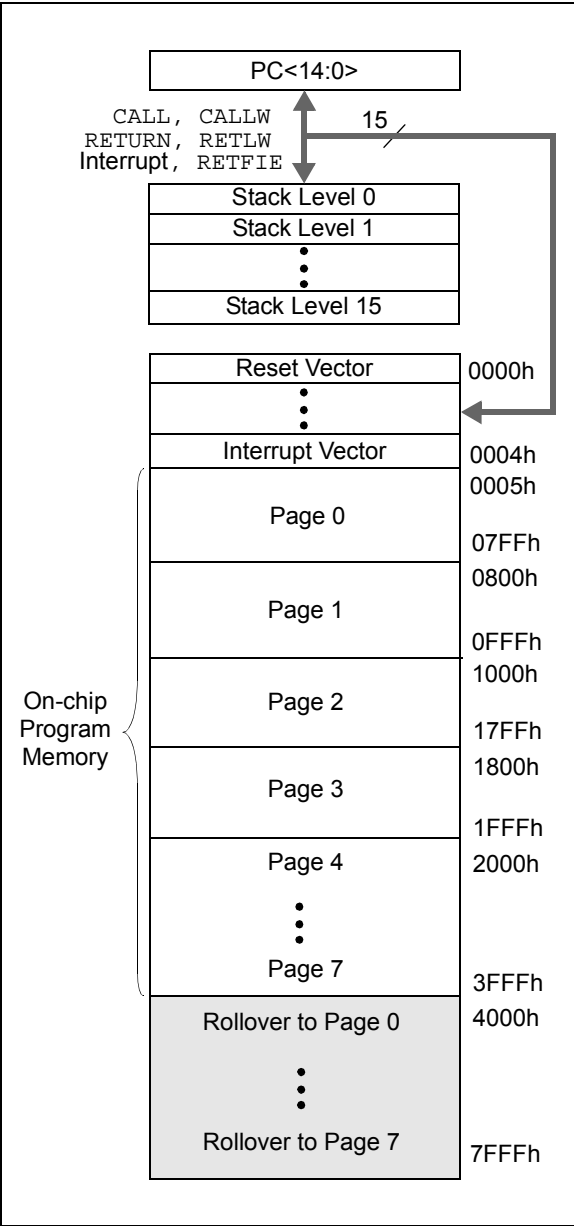 PC<14:0>
CALL, CALLW
RETURN, RETLW
Interrupt, RETFIE
15
Stack Level 0
Stack Level 1
Stack Level 15
Reset Vector
0000h
Interrupt Vector
0004h
0005h
Page 0
07FFh
0800h
Page 1
0FFFh
1000h
Page 2
17FFh
1800h
Page 3
1FFFh
On-chip
Program
Memory
Page 4
2000h
Page 7
3FFFh
Rollover to Page 0
4000h
Rollover to Page 7
7FFFh